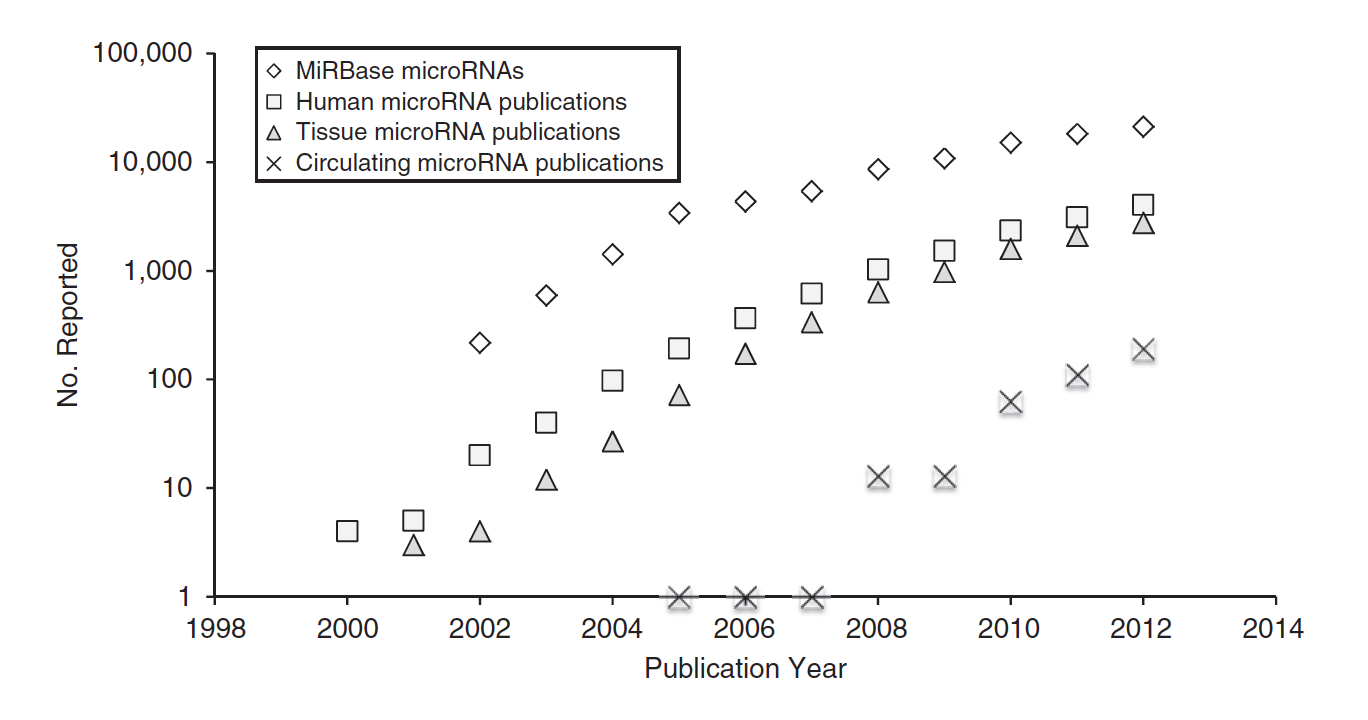 100,000
10,000
1,000
100
10
1
No. Reported
MiRBase microRNAs
Human microRNA publications
Tissue microRNA publications
Circulating microRNA publications
1998 2000 2002 2004 2006 2008 2010 2012 2014
Publication Year